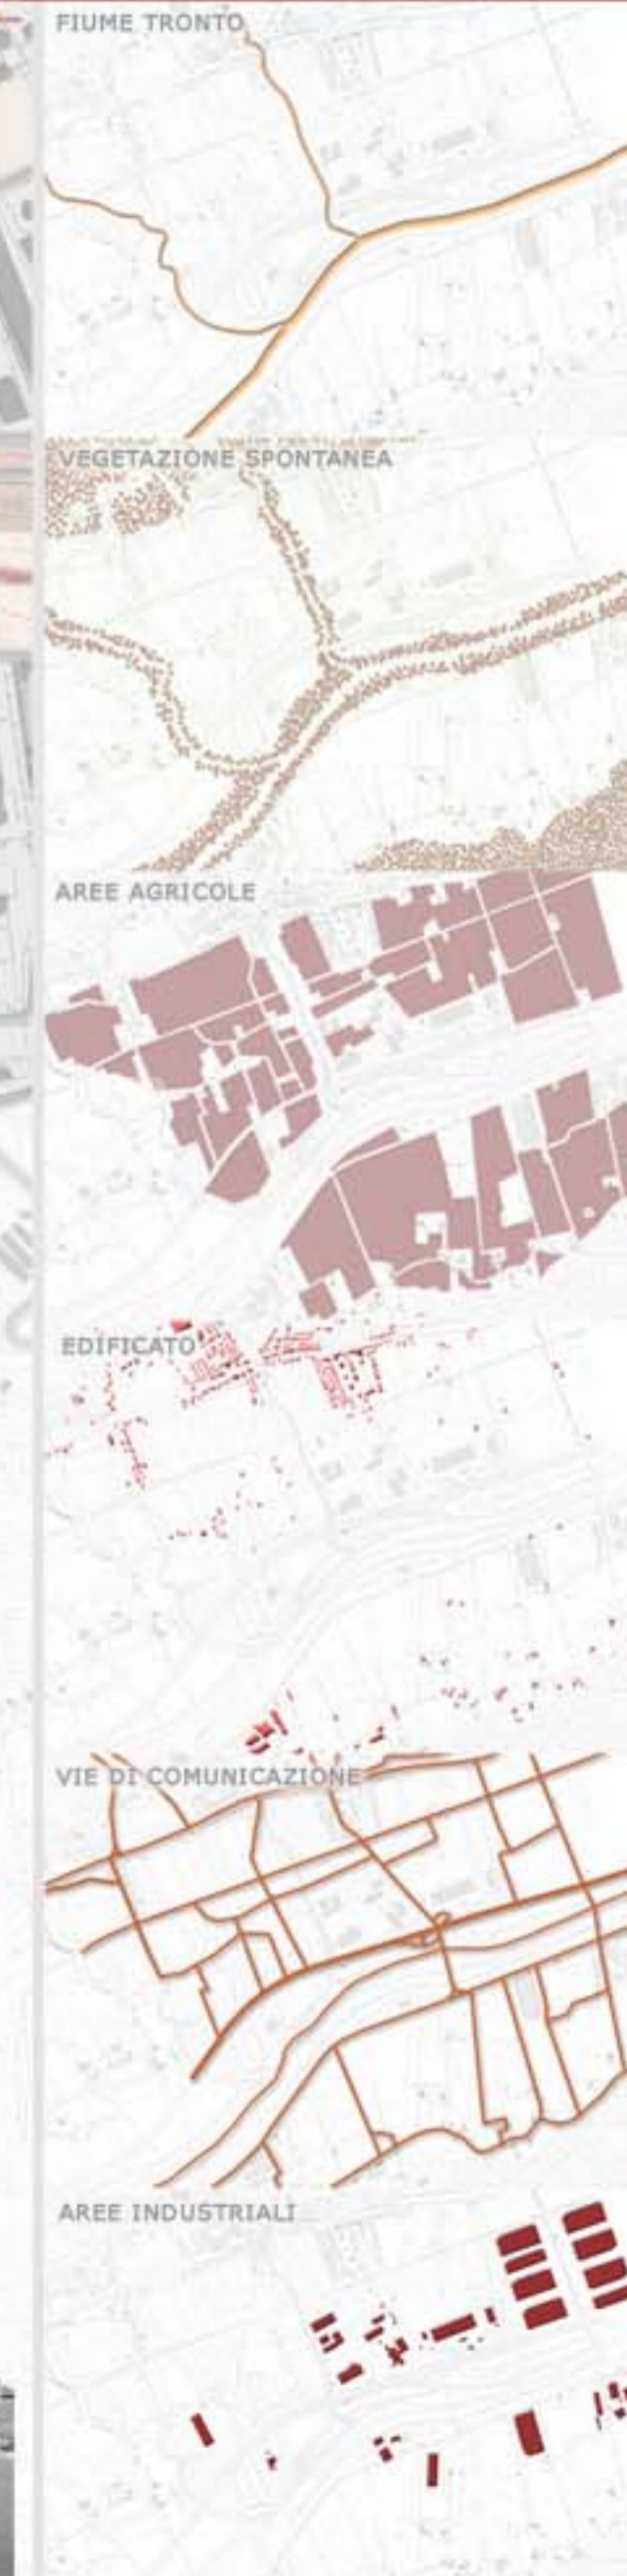 FIUME TRONTO
VEGETAZIONE SPONTANEA
AREE AGRICOLE
EDIFICATO
VIE DI COMUNICAZIONE
AREE INDUSTRIALI